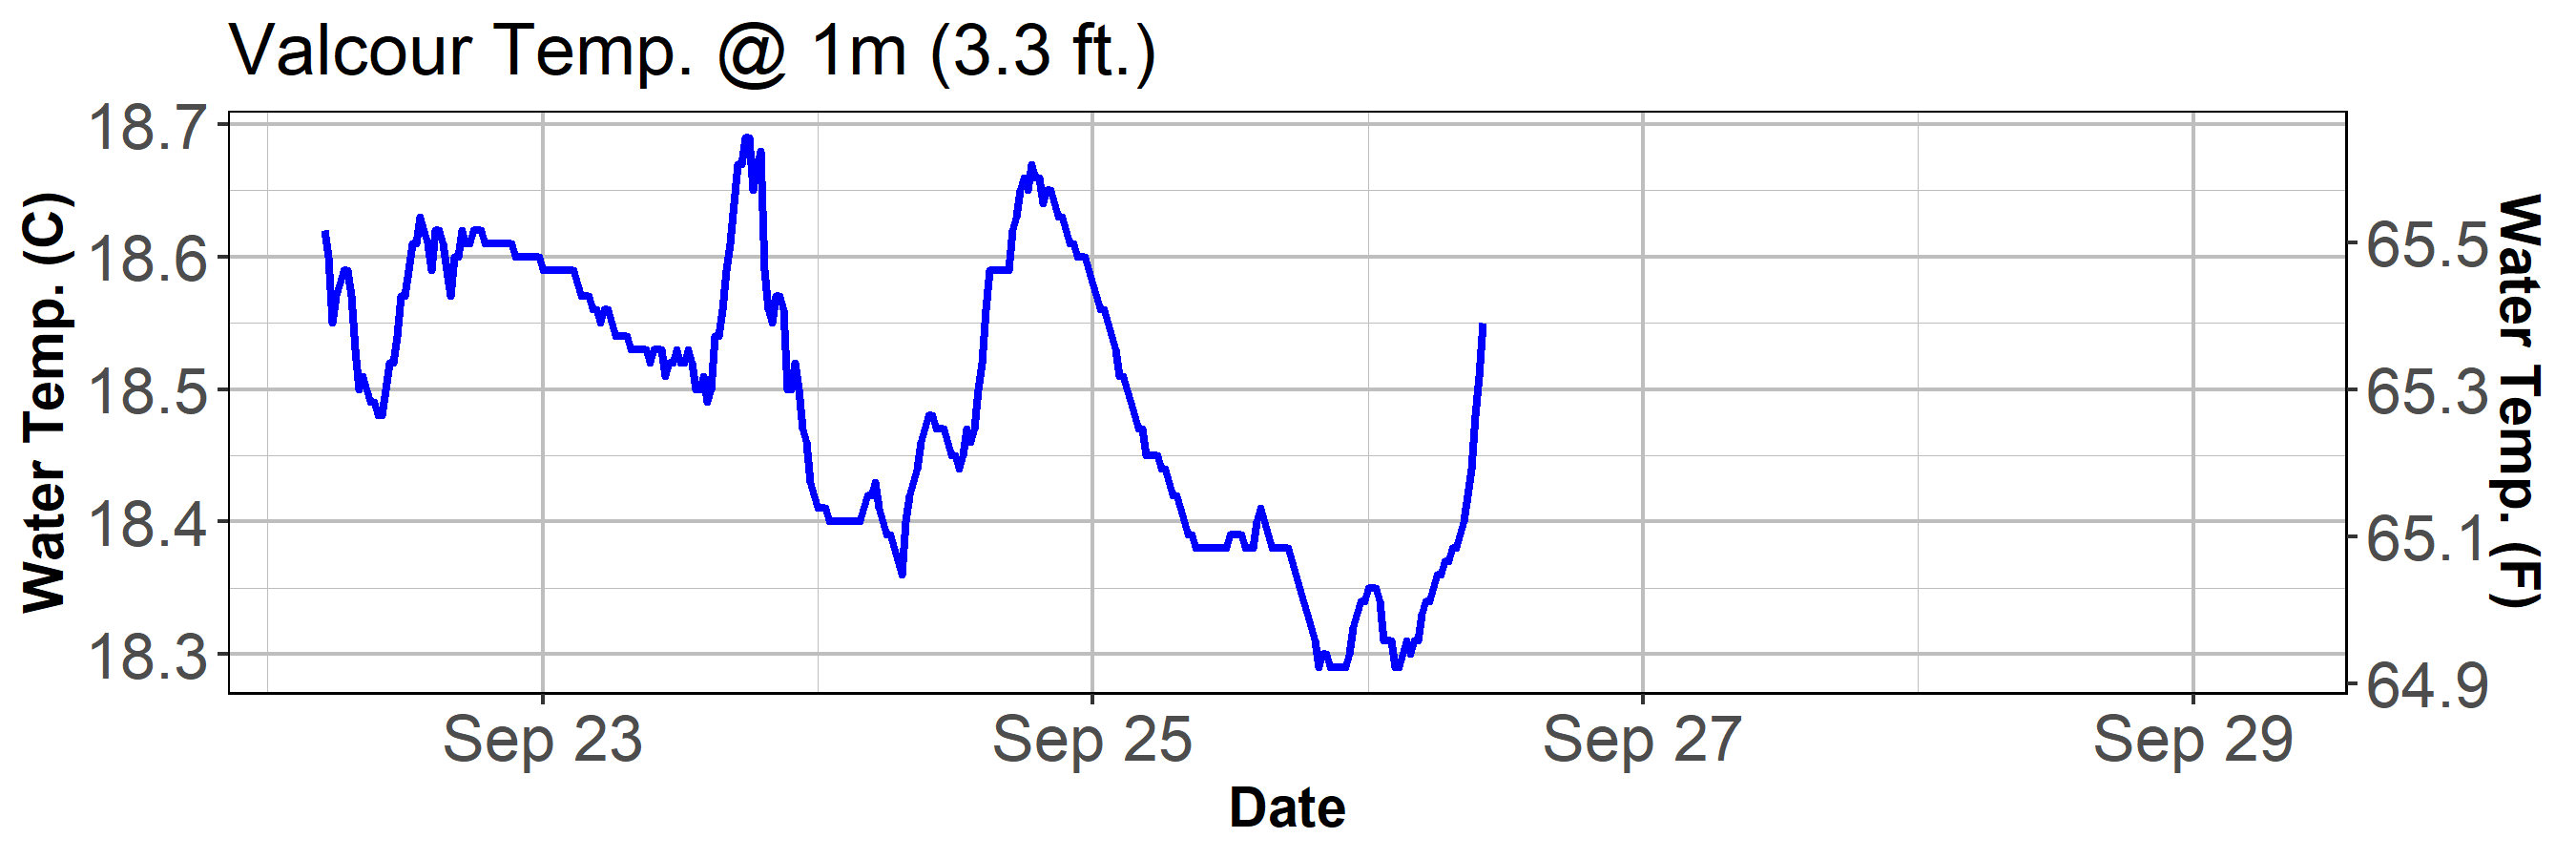 Valcour Temp. @ 1m (3.3 ft.)
Water Temp. (C)
18.7
18.6
18.5
18.4
18.3
65.5
65.3
65.1
64.9
Water Temp. (F)
Sep 23
Sep 25
Sep 27
Sep 29
Date